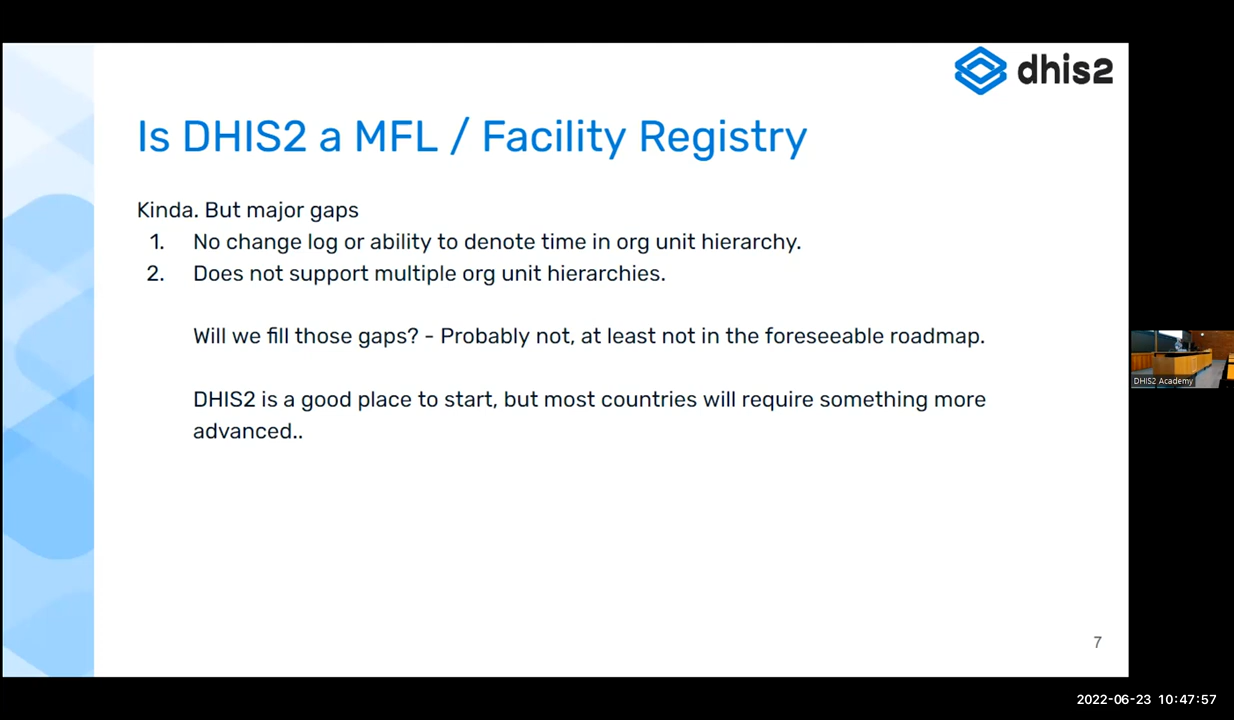 dhis2
Is DHIS2 a MFL / Facility Registry
Kinda. But major gaps
1. No change log or ability to denote time in org unit hierarchy.
2. Does not support multiple org unit hierarchies.
Will we fill those gaps? - Probably not, at least not in the foreseeable roadmap.
DHIS2 is a good place to start, but most countries will require something more
advanced..
DHIS2 Academy
7
2022-06-23 10:47:57